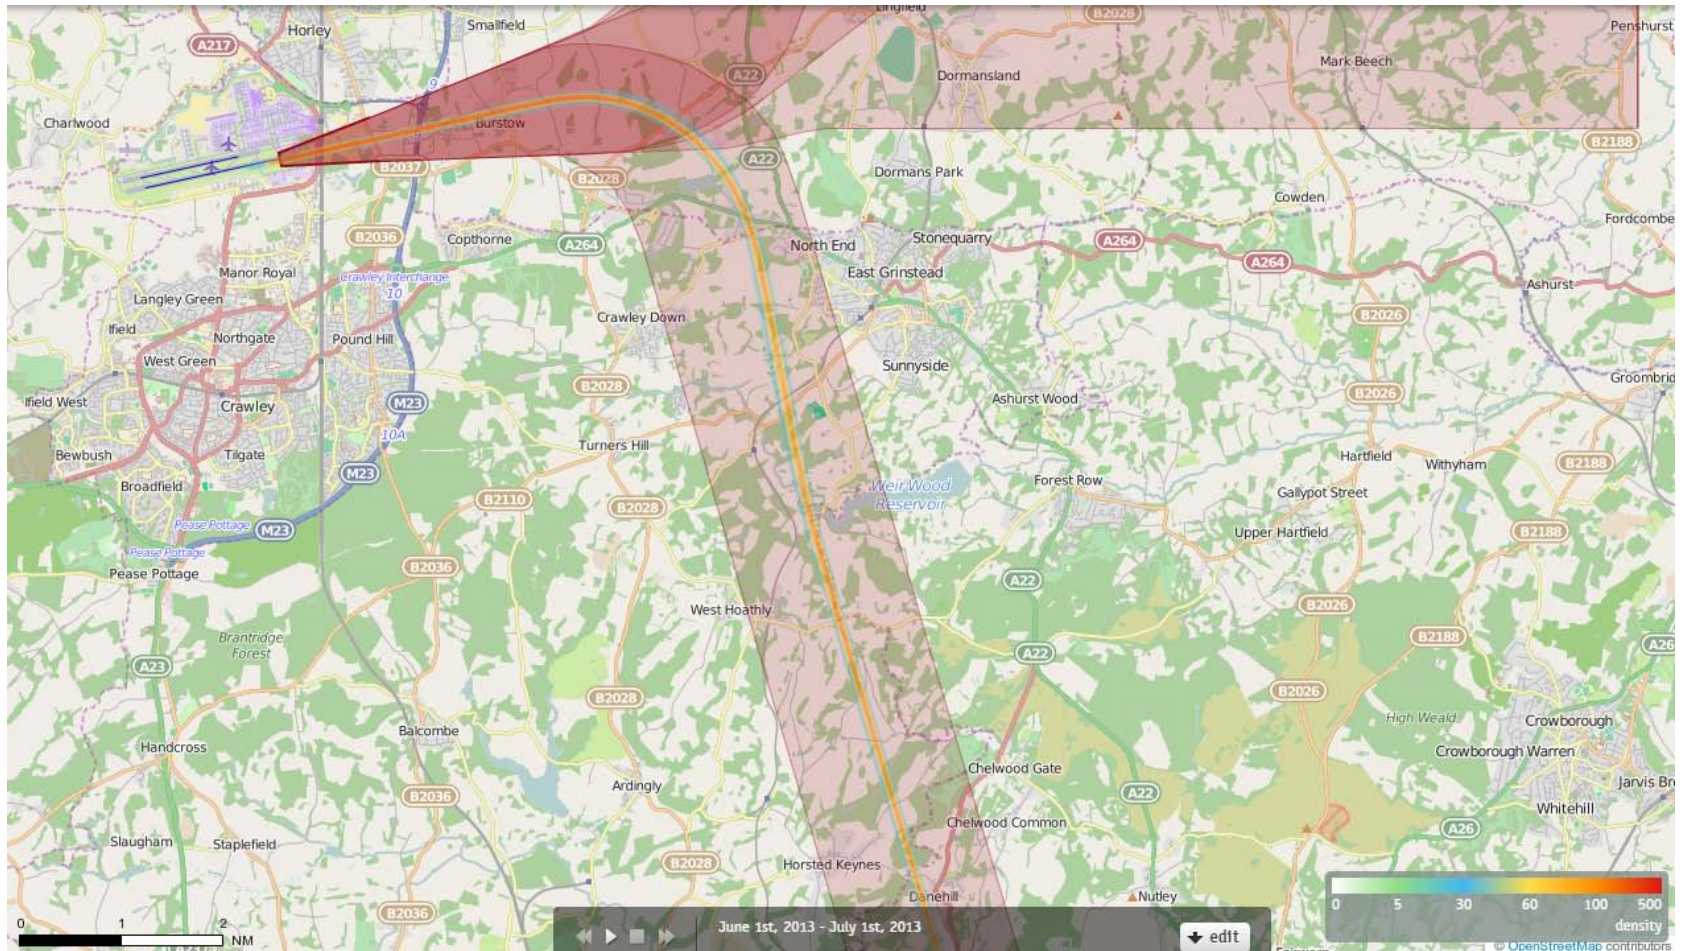 Lingfield
B2028
Penshurst
Horley
Smallfield
A217
A22
Dormansland
Mark Beech
9
Charlwood
Burstow
B2037
A22
B2188
B2028
Dormans Park
Cowden
Fordcombe
B2036
Copthorne
A264
North End
Stonequarry
A264
A264
Manor Royal
Crawley Interchange
10
East Grinstead
Langley Green
Ashurst
Ifield
Northgate
Pound Hill
Crawley Down
B2026
West Green
Sunnyside
B2028
Groombrid
Ifield West
Crawley
M23
Ashurst Wood
B2026
10A
Bewbush
Tilgate
M23
Turners Hill
Hartfield
Withyham
B2188
Broadfield
B2110
B2028
Weir Wood
Reservoir
Forest Row
Gallypot Street
Pease Pottage
M23
Upper Hartfield
B2188
Pease Pottage
Pease Pottage
B2036
A22
West Hoathly
B2026
Brantridge
Forest
B2188
A23
A22
A26
B2028
B2026
Balcombe
High Weald
Crowborough
Handcross
Crowborough Warren
Chelwood Gate
Ardingly
B2036
A22
Jarvis Br
Whitehill
Chelwood Common
A26
Slaugham
Staplefield
B2028
Horsted Keynes
Danehill
Nutley
B2036
0 1 2
NM
June 1st, 2013 - July 1st, 2013
edit
0 5 30 60 100 500
density
© OpenStreetMap contributors